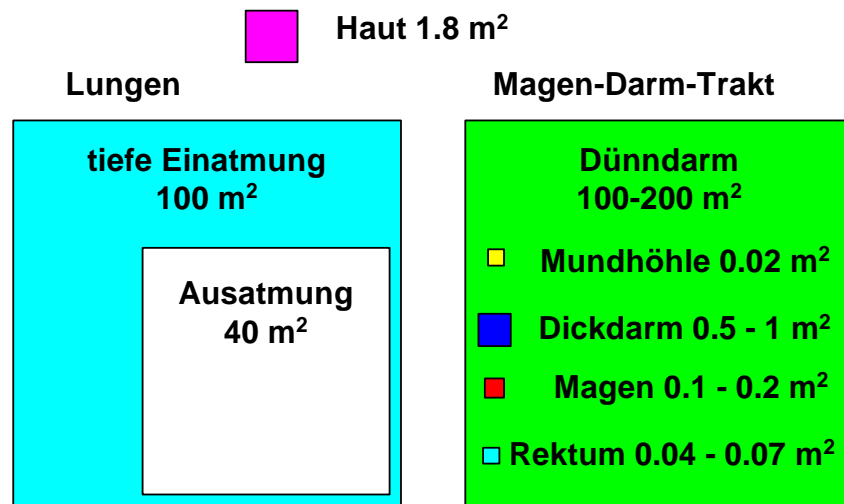 Haut 1.8 m²
Lungen
tiefe Einatmung
100 m²
Ausatmung
40 m²
Magen-Darm-Trakt
Dünndarm
100-200 m²
Mundhöhle 0.02 m²
Dickdarm 0.5 - 1 m²
Magen 0.1 - 0.2 m²
Rektum 0.04 - 0.07 m²